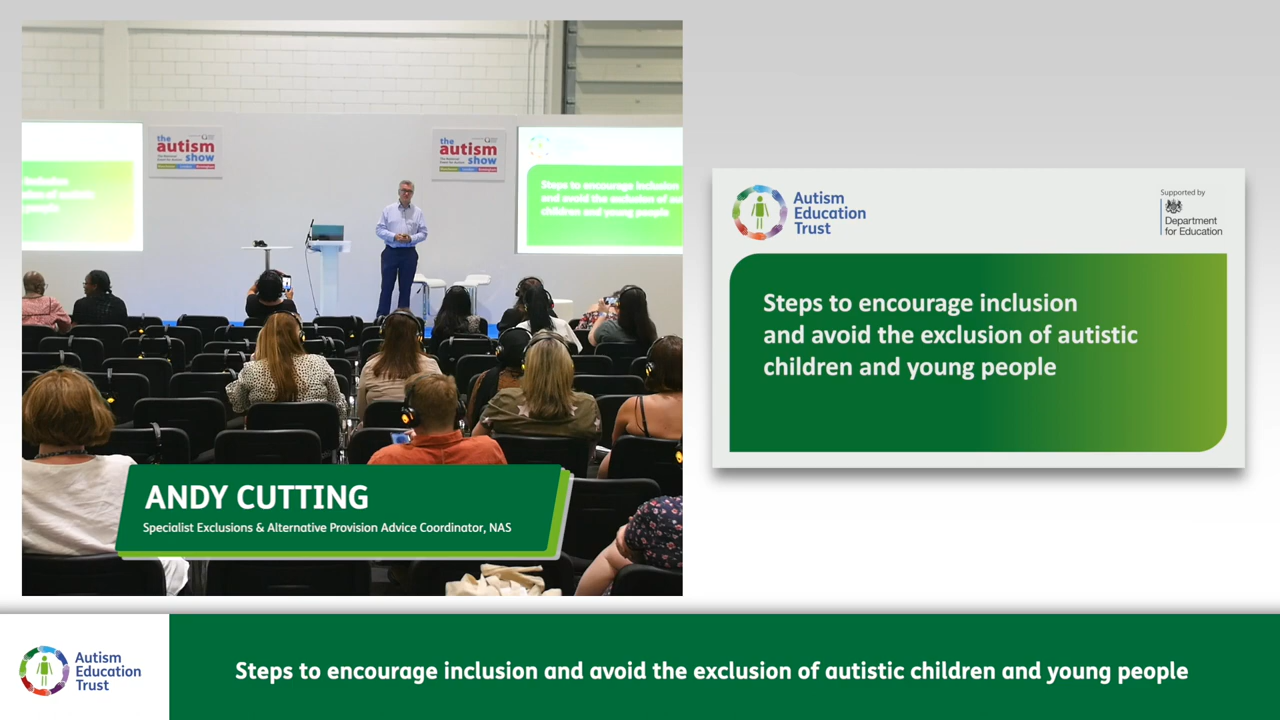 the
autism
show
the
autism
show
Steps to encourage inclusion
and avoid the exclusion of
children and young people
ANDY CUTTING
Specialist Exclusions & Alternative Provision Advice Coordinator, NAS
Autism
Education
Trust
Supported by
Department
for Education
Steps to encourage inclusion
and avoid the exclusion of autistic
children and young people
Autism
Education
Trust
Steps to encourage inclusion and avoid the exclusion of autistic children and young people